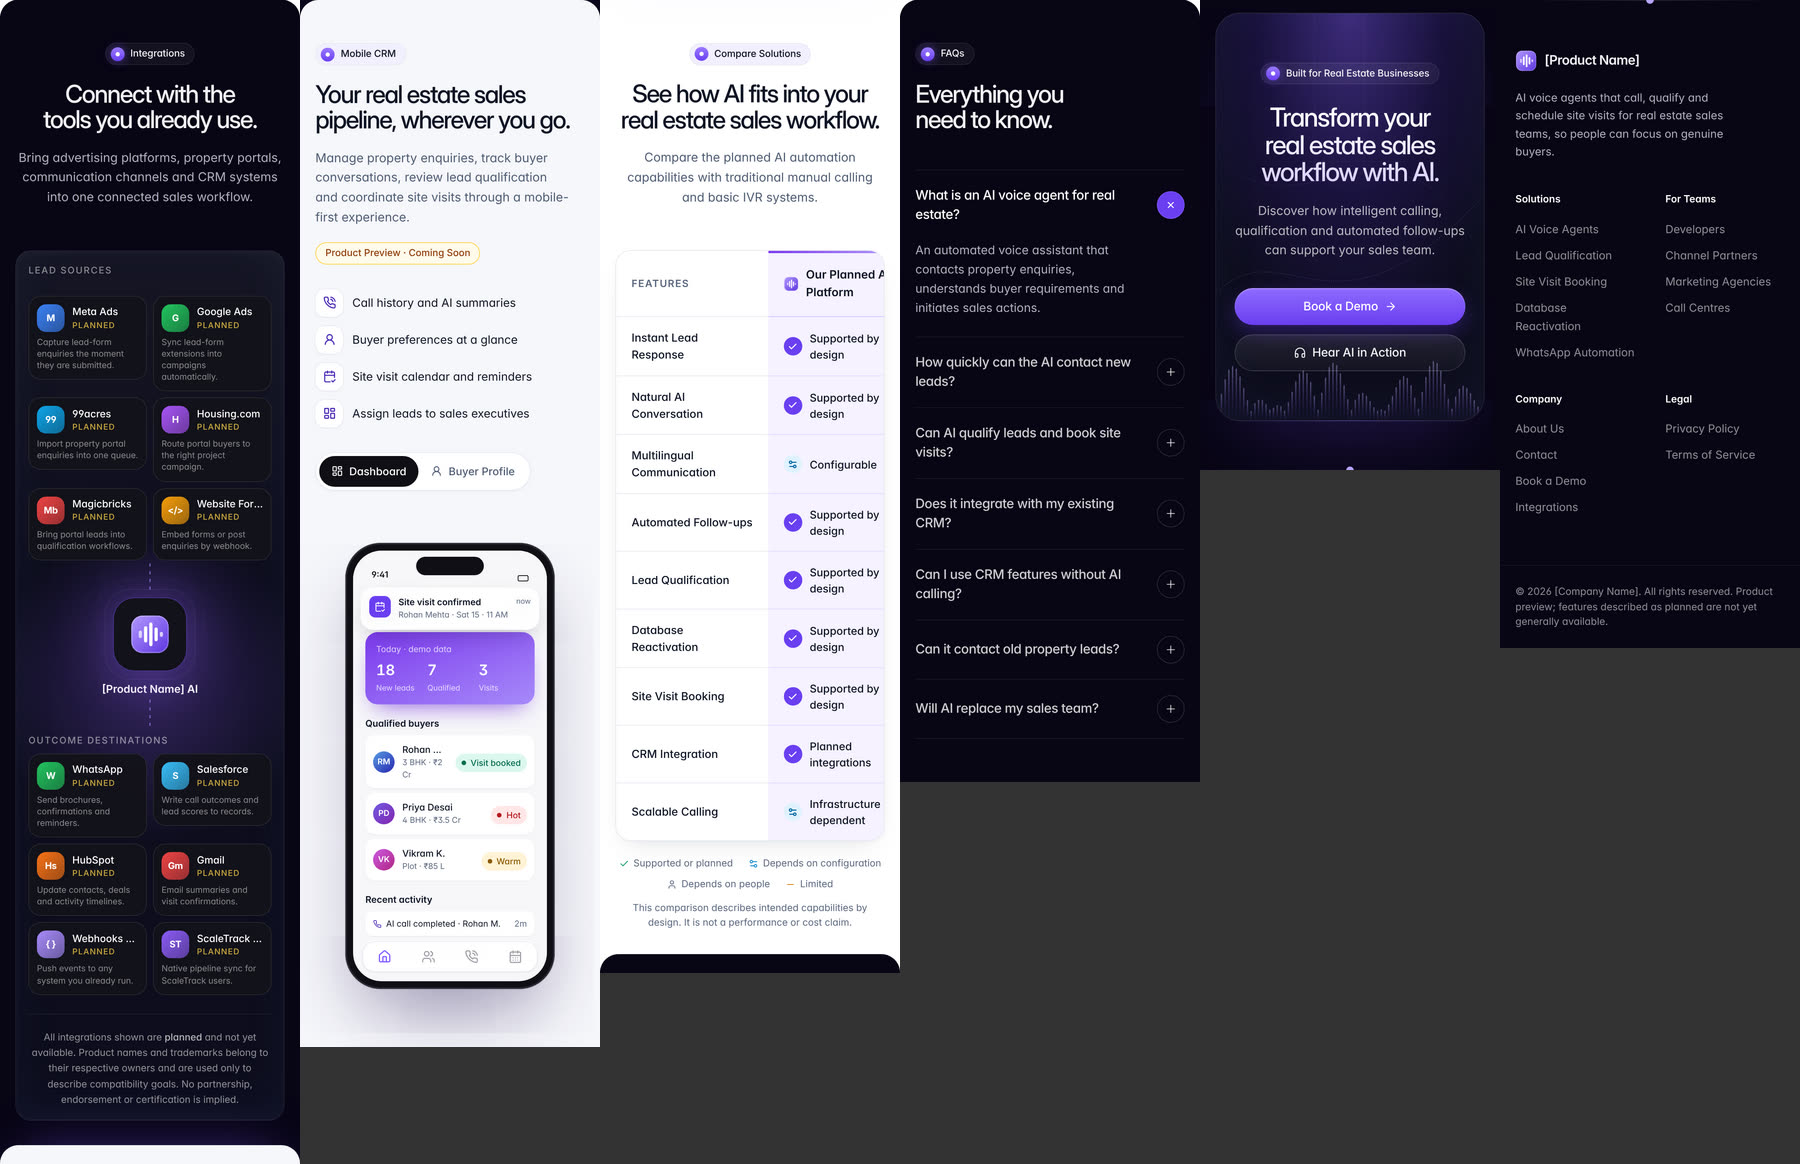 Integrations
Connect with the
tools you already use.
Bring advertising platforms, property portals,
communication channels and CRM systems
into one connected sales workflow.
LEAD SOURCES
M
Meta Ads
PLANNED
Capture lead-form
enquiries the moment
they are submitted.
G
Google Ads
PLANNED
Sync lead-form
extensions into
campaigns
automatically.
99
99acres
PLANNED
Import property portal
enquiries into one queue.
H
Housing.com
PLANNED
Route portal buyers to
the right project
campaign.
Mb
Magicbricks
PLANNED
Bring portal leads into
qualification workflows.
</>
Website For...
PLANNED
Embed forms or post
enquiries by webhook.
[Product Name] AI
OUTCOME DESTINATIONS
W
WhatsApp
PLANNED
Send brochures,
confirmations and
reminders.
S
Salesforce
PLANNED
Write call outcomes and
lead scores to records.
Hs
HubSpot
PLANNED
Update contacts, deals
and activity timelines.
Gm
Gmail
PLANNED
Email summaries and
visit confirmations.
{ }
Webhooks ...
PLANNED
Push events to any
system you already run.
ST
ScaleTrack ...
PLANNED
Native pipeline sync for
ScaleTrack users.
All integrations shown are planned and not yet
available. Product names and trademarks belong to
their respective owners and are used only to
describe compatibility goals. No partnership,
endorsement or certification is implied.
Mobile CRM
Your real estate sales
pipeline, wherever you go.
Manage property enquiries, track buyer
conversations, review lead qualification
and coordinate site visits through a mobile-
first experience.
Product Preview · Coming Soon
Call history and AI summaries
Buyer preferences at a glance
Site visit calendar and reminders
Assign leads to sales executives
Dashboard
Buyer Profile
9:41
Site visit confirmed
now
Rohan Mehta · Sat 15 · 11 AM
Today · demo data
18 7 3
New leads Qualified Visits
Qualified buyers
RM
Rohan ...
3 BHK · ₹2
Cr
Visit booked
PD
Priya Desai
4 BHK · ₹3.5 Cr
Hot
VK
Vikram K.
Plot · ₹85 L
Warm
Recent activity
AI call completed · Rohan M. 2m
Compare Solutions
See how AI fits into your
real estate sales workflow.
Compare the planned AI automation
capabilities with traditional manual calling
and basic IVR systems.
FEATURES
Our Planned A
Platform
Instant Lead
Response
Supported by
design
Natural AI
Conversation
Supported by
design
Multilingual
Communication
Configurable
Automated Follow-ups
Supported by
design
Lead Qualification
Supported by
design
Database
Reactivation
Supported by
design
Site Visit Booking
Supported by
design
CRM Integration
Planned
integrations
Scalable Calling
Infrastructure
dependent
Supported or planned
Depends on configuration
Depends on people
Limited
This comparison describes intended capabilities by
design. It is not a performance or cost claim.
FAQs
Everything you
need to know.
What is an AI voice agent for real
estate?
An automated voice assistant that
contacts property enquiries,
understands buyer requirements and
initiates sales actions.
How quickly can the AI contact new
leads?
Can AI qualify leads and book site
visits?
Does it integrate with my existing
CRM?
Can I use CRM features without AI
calling?
Can it contact old property leads?
Will AI replace my sales team?
Built for Real Estate Businesses
Transform your
real estate sales
workflow with AI.
Discover how intelligent calling,
qualification and automated follow-ups
can support your sales team.
Book a Demo →
Hear AI in Action
[Product Name]
AI voice agents that call, qualify and
schedule site visits for real estate sales
teams, so people can focus on genuine
buyers.
Solutions
AI Voice Agents
Lead Qualification
Site Visit Booking
Database
Reactivation
WhatsApp Automation
For Teams
Developers
Channel Partners
Marketing Agencies
Call Centres
Company
About Us
Contact
Book a Demo
Integrations
Legal
Privacy Policy
Terms of Service
© 2026 [Company Name]. All rights reserved. Product
preview; features described as planned are not yet
generally available.